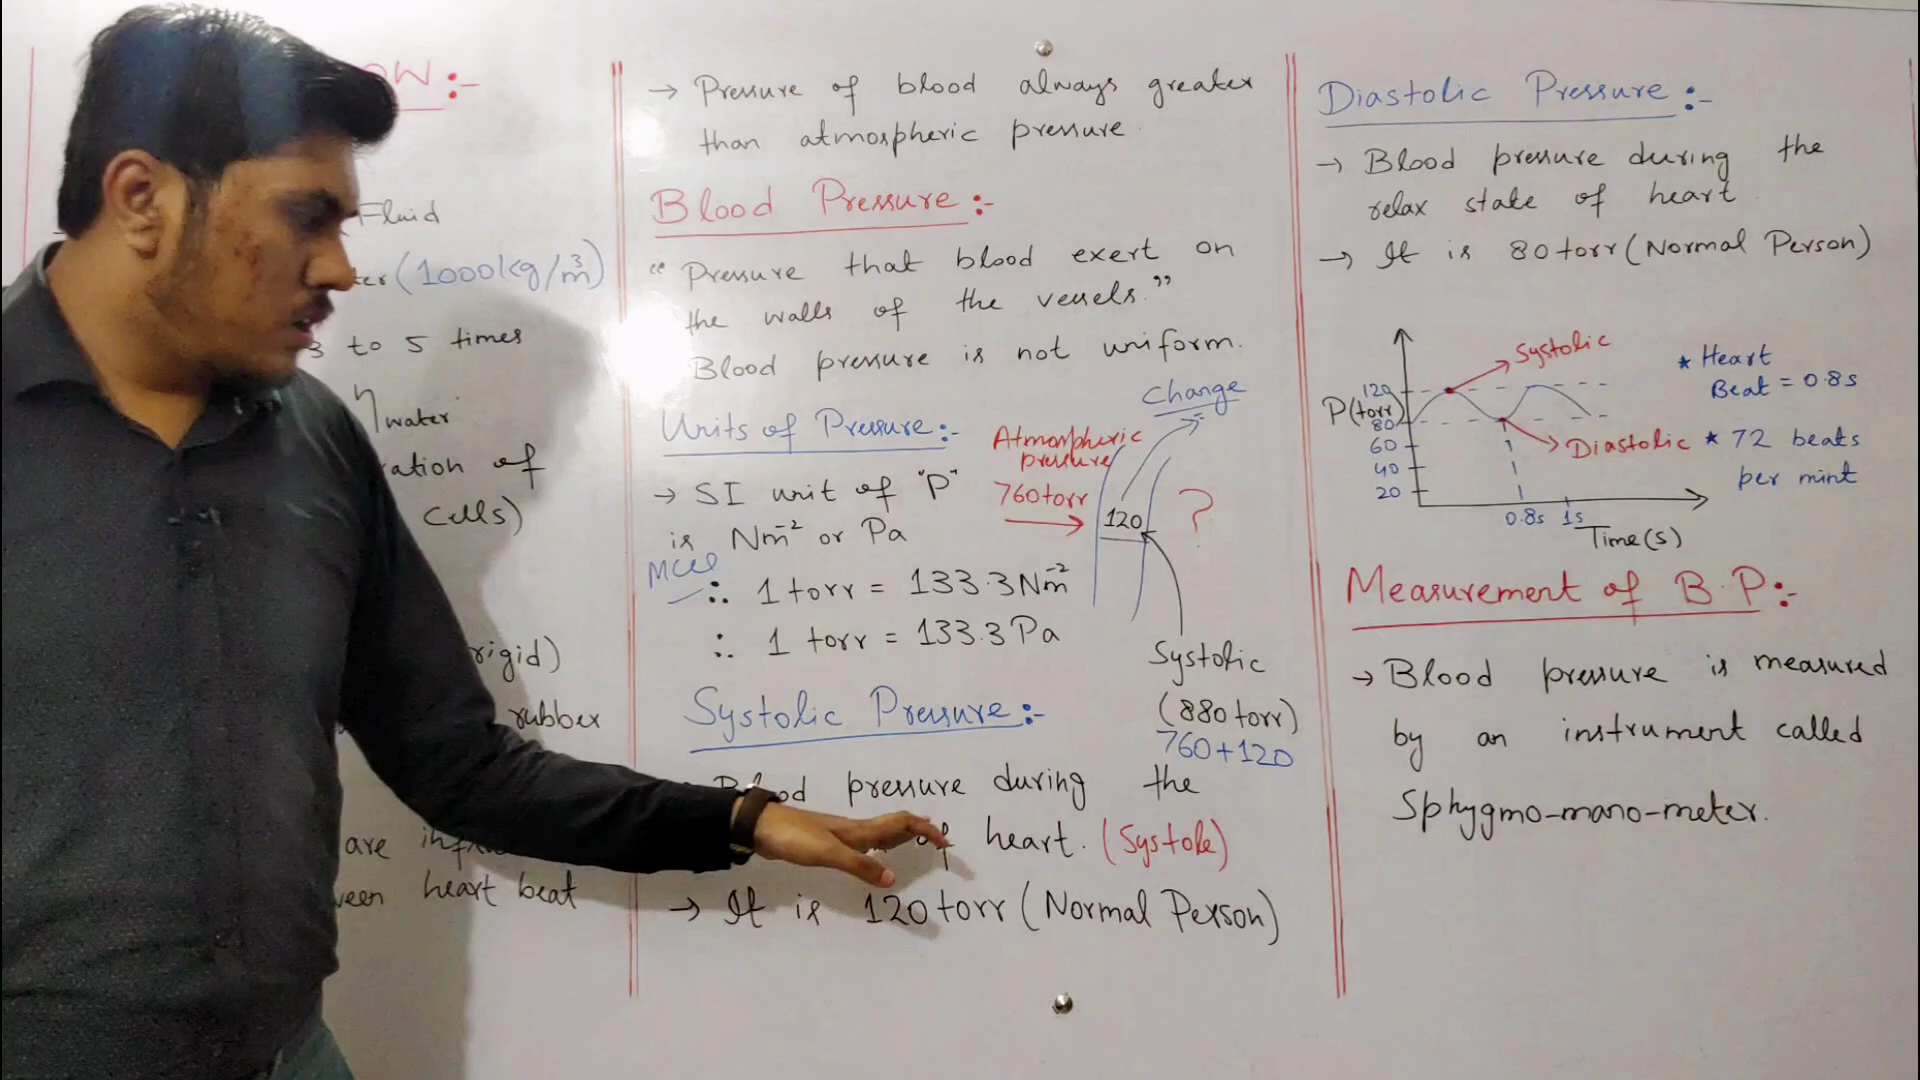 OW :-
Fluid
ter (1000kg/m³)
3 to 5 times
ηwater
ation of
cells)
rigid)
rubber
are
ween heart beat
→ Pressure of blood always greater
than atmospheric pressure
Blood Pressure :-
“ Pressure that blood exert on
the walls of the vessels.”
Blood pressure is not uniform.
Units of Pressure :-
→ SI unit of "P"
is Nm⁻² or Pa
MCQ
∴ 1 torr = 133.3 Nm⁻²
∴ 1 torr = 133.3 Pa
Change
Atmospheric
pressure
760torr
120
?
Systolic
(880 torr)
760+120
Systolic Pressure :-
Blood pressure during the
of heart. (Systole)
→ It is 120 torr (Normal Person)
Diastolic Pressure :-
→ Blood pressure during the
relax state of heart
→ It is 80 torr (Normal Person)
Systolic
120
P(torr)
80
60
40
20
Diastolic
0.8s 1s
Time(s)
★ Heart
Beat = 0.8s
★ 72 beats
per mint
Measurement of B.P :-
→ Blood pressure is measured
by an instrument called
Sphygmo-mano-meter.